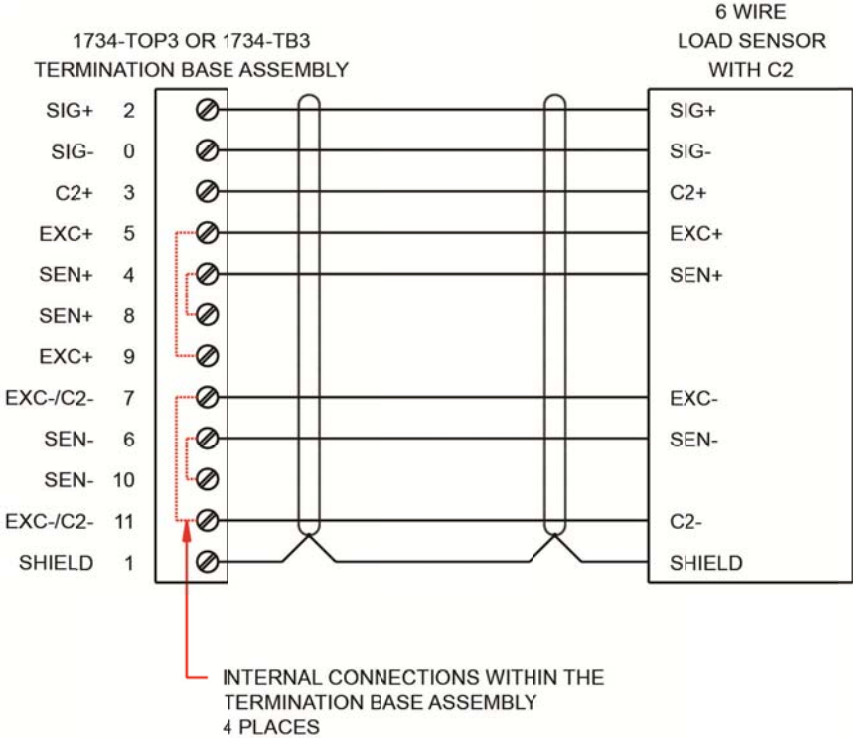 6 WIRE
LOAD SENSOR
WITH C2
1734-TOP3 OR 1734-TB3
TERMINATION BASE ASSEMBLY
SIG+ 2
SIG- 0
C2+ 3
EXC+ 5
SEN+ 4
SEN+ 8
EXC+ 9
EXC-/C2- 7
SEN- 6
SEN- 10
EXC-/C2- 11
SHIELD 1
SIG+
SIG-
C2+
EXC+
SEN+
EXC-
SEN-
C2-
SHIELD
INTERNAL CONNECTIONS WITHIN THE
TERMINATION BASE ASSEMBLY
4 PLACES